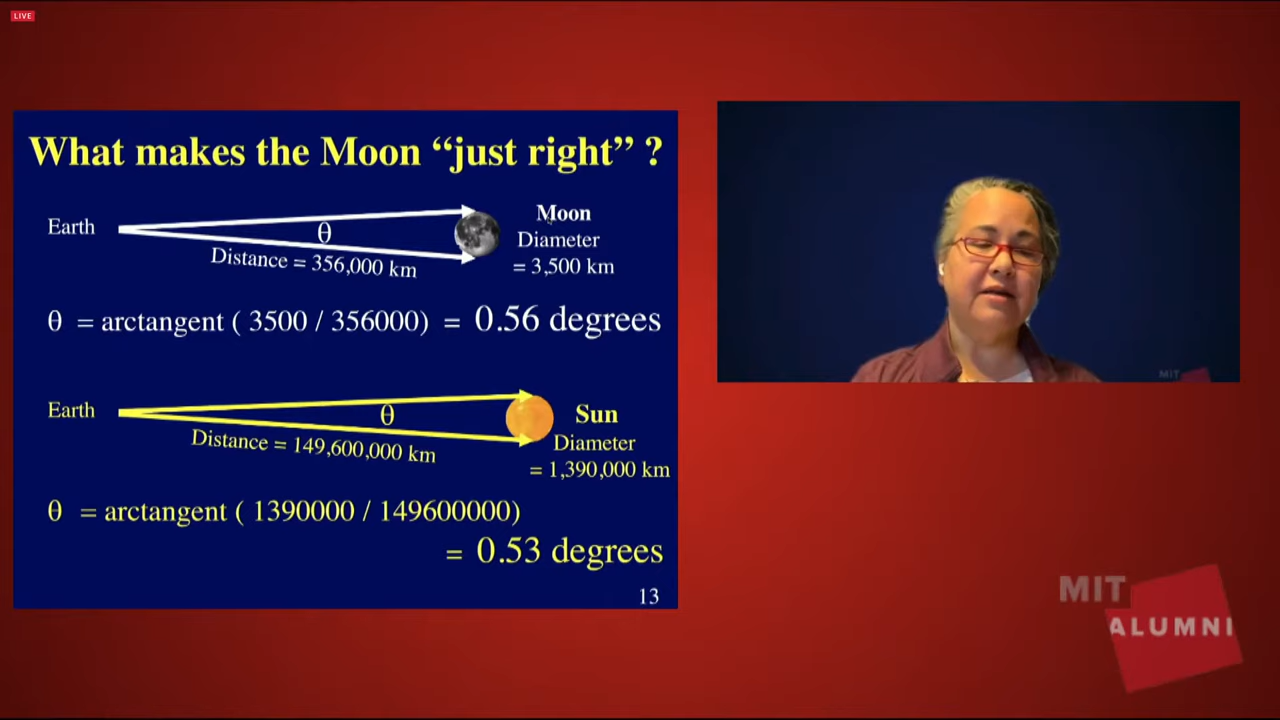 LIVE
What makes the Moon “just right” ?
Earth
θ
Distance = 356,000 km
Moon
Diameter
= 3,500 km
θ = arctangent ( 3500 / 356000) = 0.56 degrees
Earth
θ
Distance = 149,600,000 km
Sun
Diameter
= 1,390,000 km
θ = arctangent ( 1390000 / 149600000)
= 0.53 degrees
13
MIT
MIT
ALUMNI